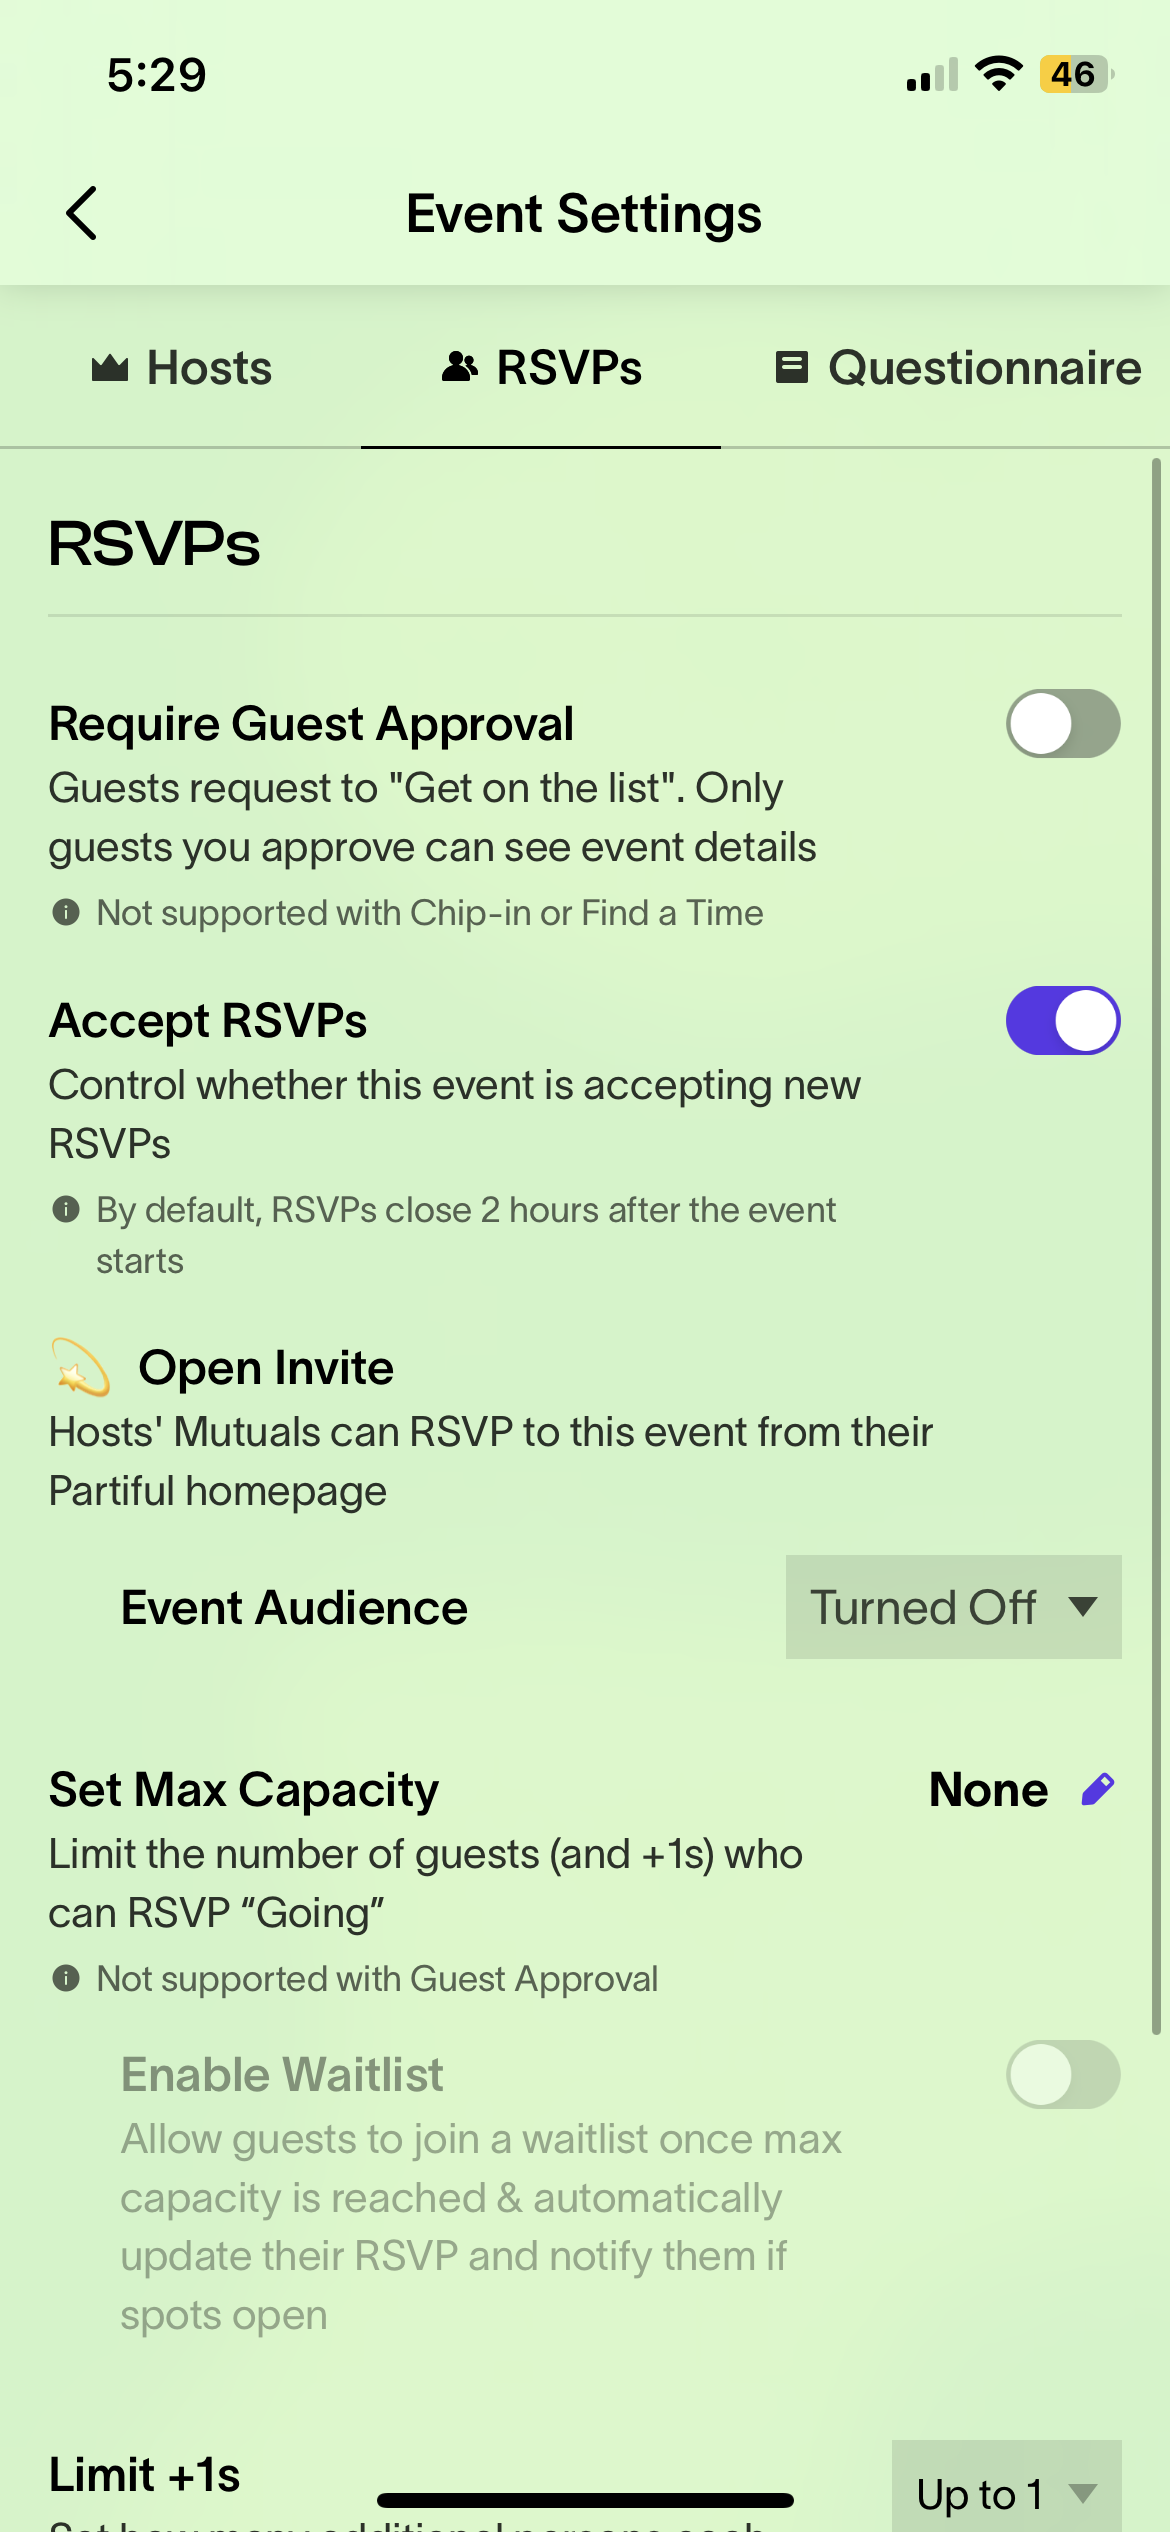 5:29
46
Event Settings
Hosts
RSVPs
Questionnaire
RSVPs
Require Guest Approval
Guests request to "Get on the list". Only
guests you approve can see event details
Not supported with Chip-in or Find a Time
Accept RSVPs
Control whether this event is accepting new
RSVPs
By default, RSVPs close 2 hours after the event
starts
Open Invite
Hosts' Mutuals can RSVP to this event from their
Partiful homepage
Event Audience
Turned Off
Set Max Capacity
None
Limit the number of guests (and +1s) who
can RSVP “Going”
Not supported with Guest Approval
Enable Waitlist
Allow guests to join a waitlist once max
capacity is reached & automatically
update their RSVP and notify them if
spots open
Limit +1s
Up to 1
Set how many additional persons each